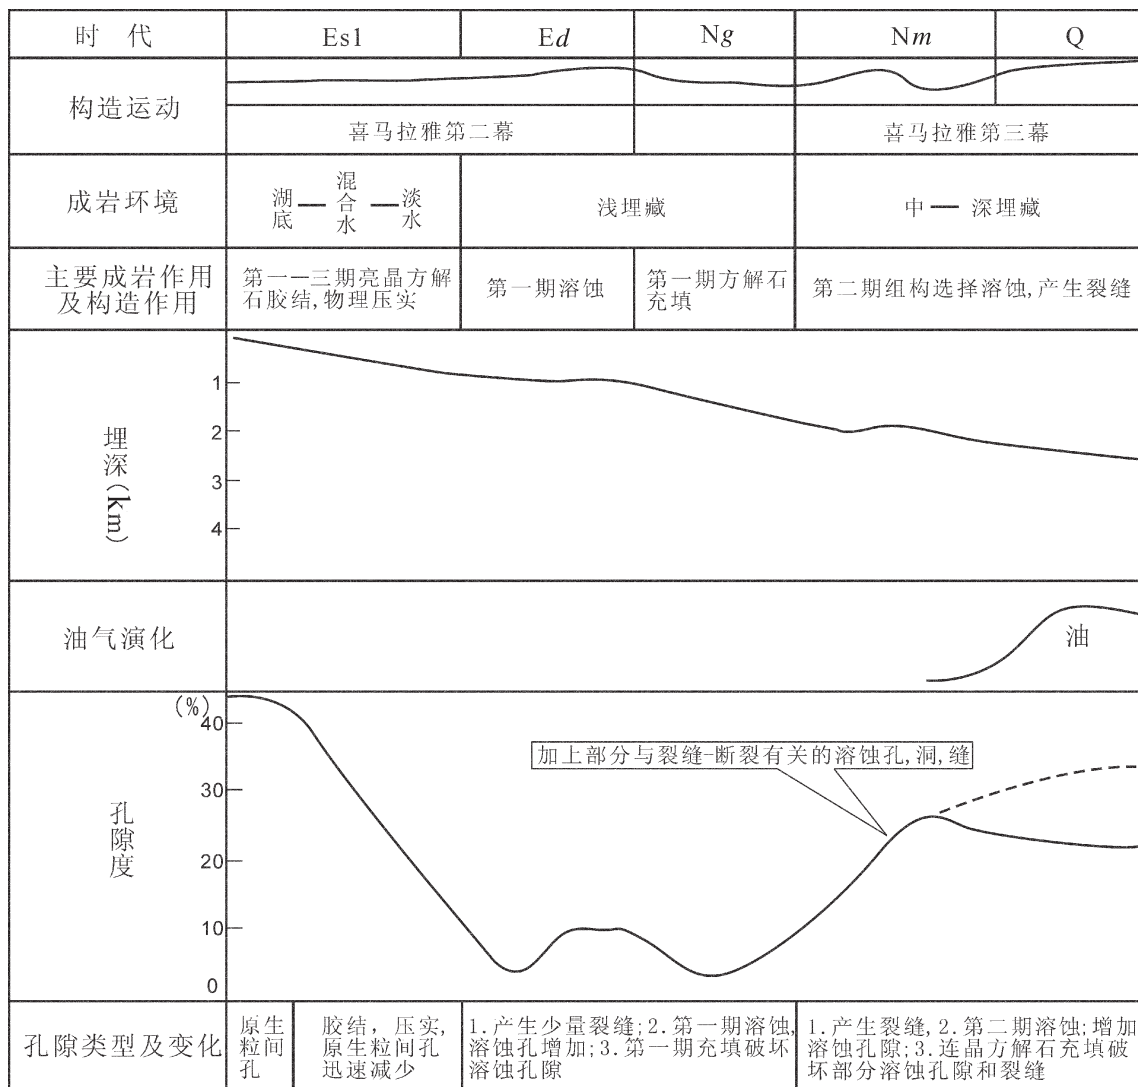 时 代 Es1 Ed Ng Nm Q
构造运动
喜马拉雅第二幕 喜马拉雅第三幕
成岩环境
湖底 — 混合水 — 淡水
浅埋藏
中 — 深埋藏
主要成岩作用
及构造作用
第一—三期亮晶方解
石胶结,物理压实
第一期溶蚀
第一期方解石
充填
第二期组构选择溶蚀,产生裂缝
埋深(km)
1
2
3
4
油气演化
油
孔隙度
(%)
40
30
20
10
0
加上部分与裂缝-断裂有关的溶蚀孔,洞,缝
孔隙类型及变化
原生
粒间
孔
胶结，压实,
原生粒间孔
迅速减少
1.产生少量裂缝;2.第一期溶蚀,
溶蚀孔增加;3.第一期充填破坏
溶蚀孔隙
1.产生裂缝,2.第二期溶蚀;增加
溶蚀孔隙;3.连晶方解石充填破
坏部分溶蚀孔隙和裂缝